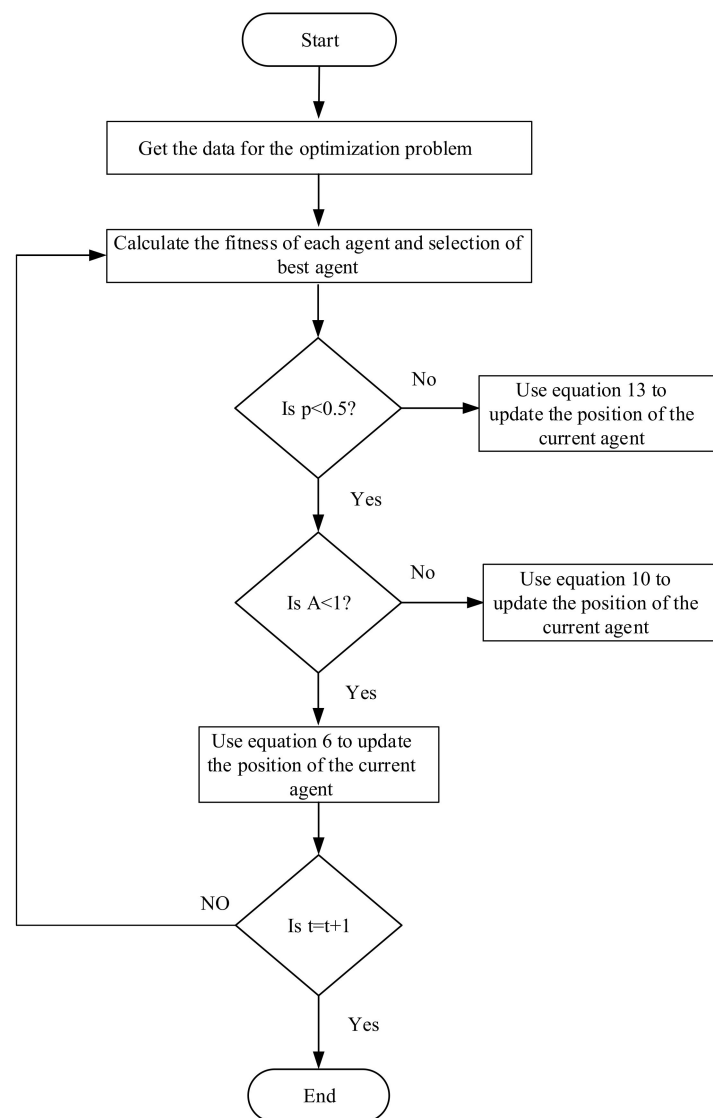 Start
Get the data for the optimization problem
Calculate the fitness of each agent and selection of
best agent
Is p<0.5?
No
Use equation 13 to
update the position of the
current agent
Yes
Is A<1?
No
Use equation 10 to
update the position of the
current agent
Yes
Use equation 6 to update
the position of the current
agent
NO
Is t=t+1
Yes
End